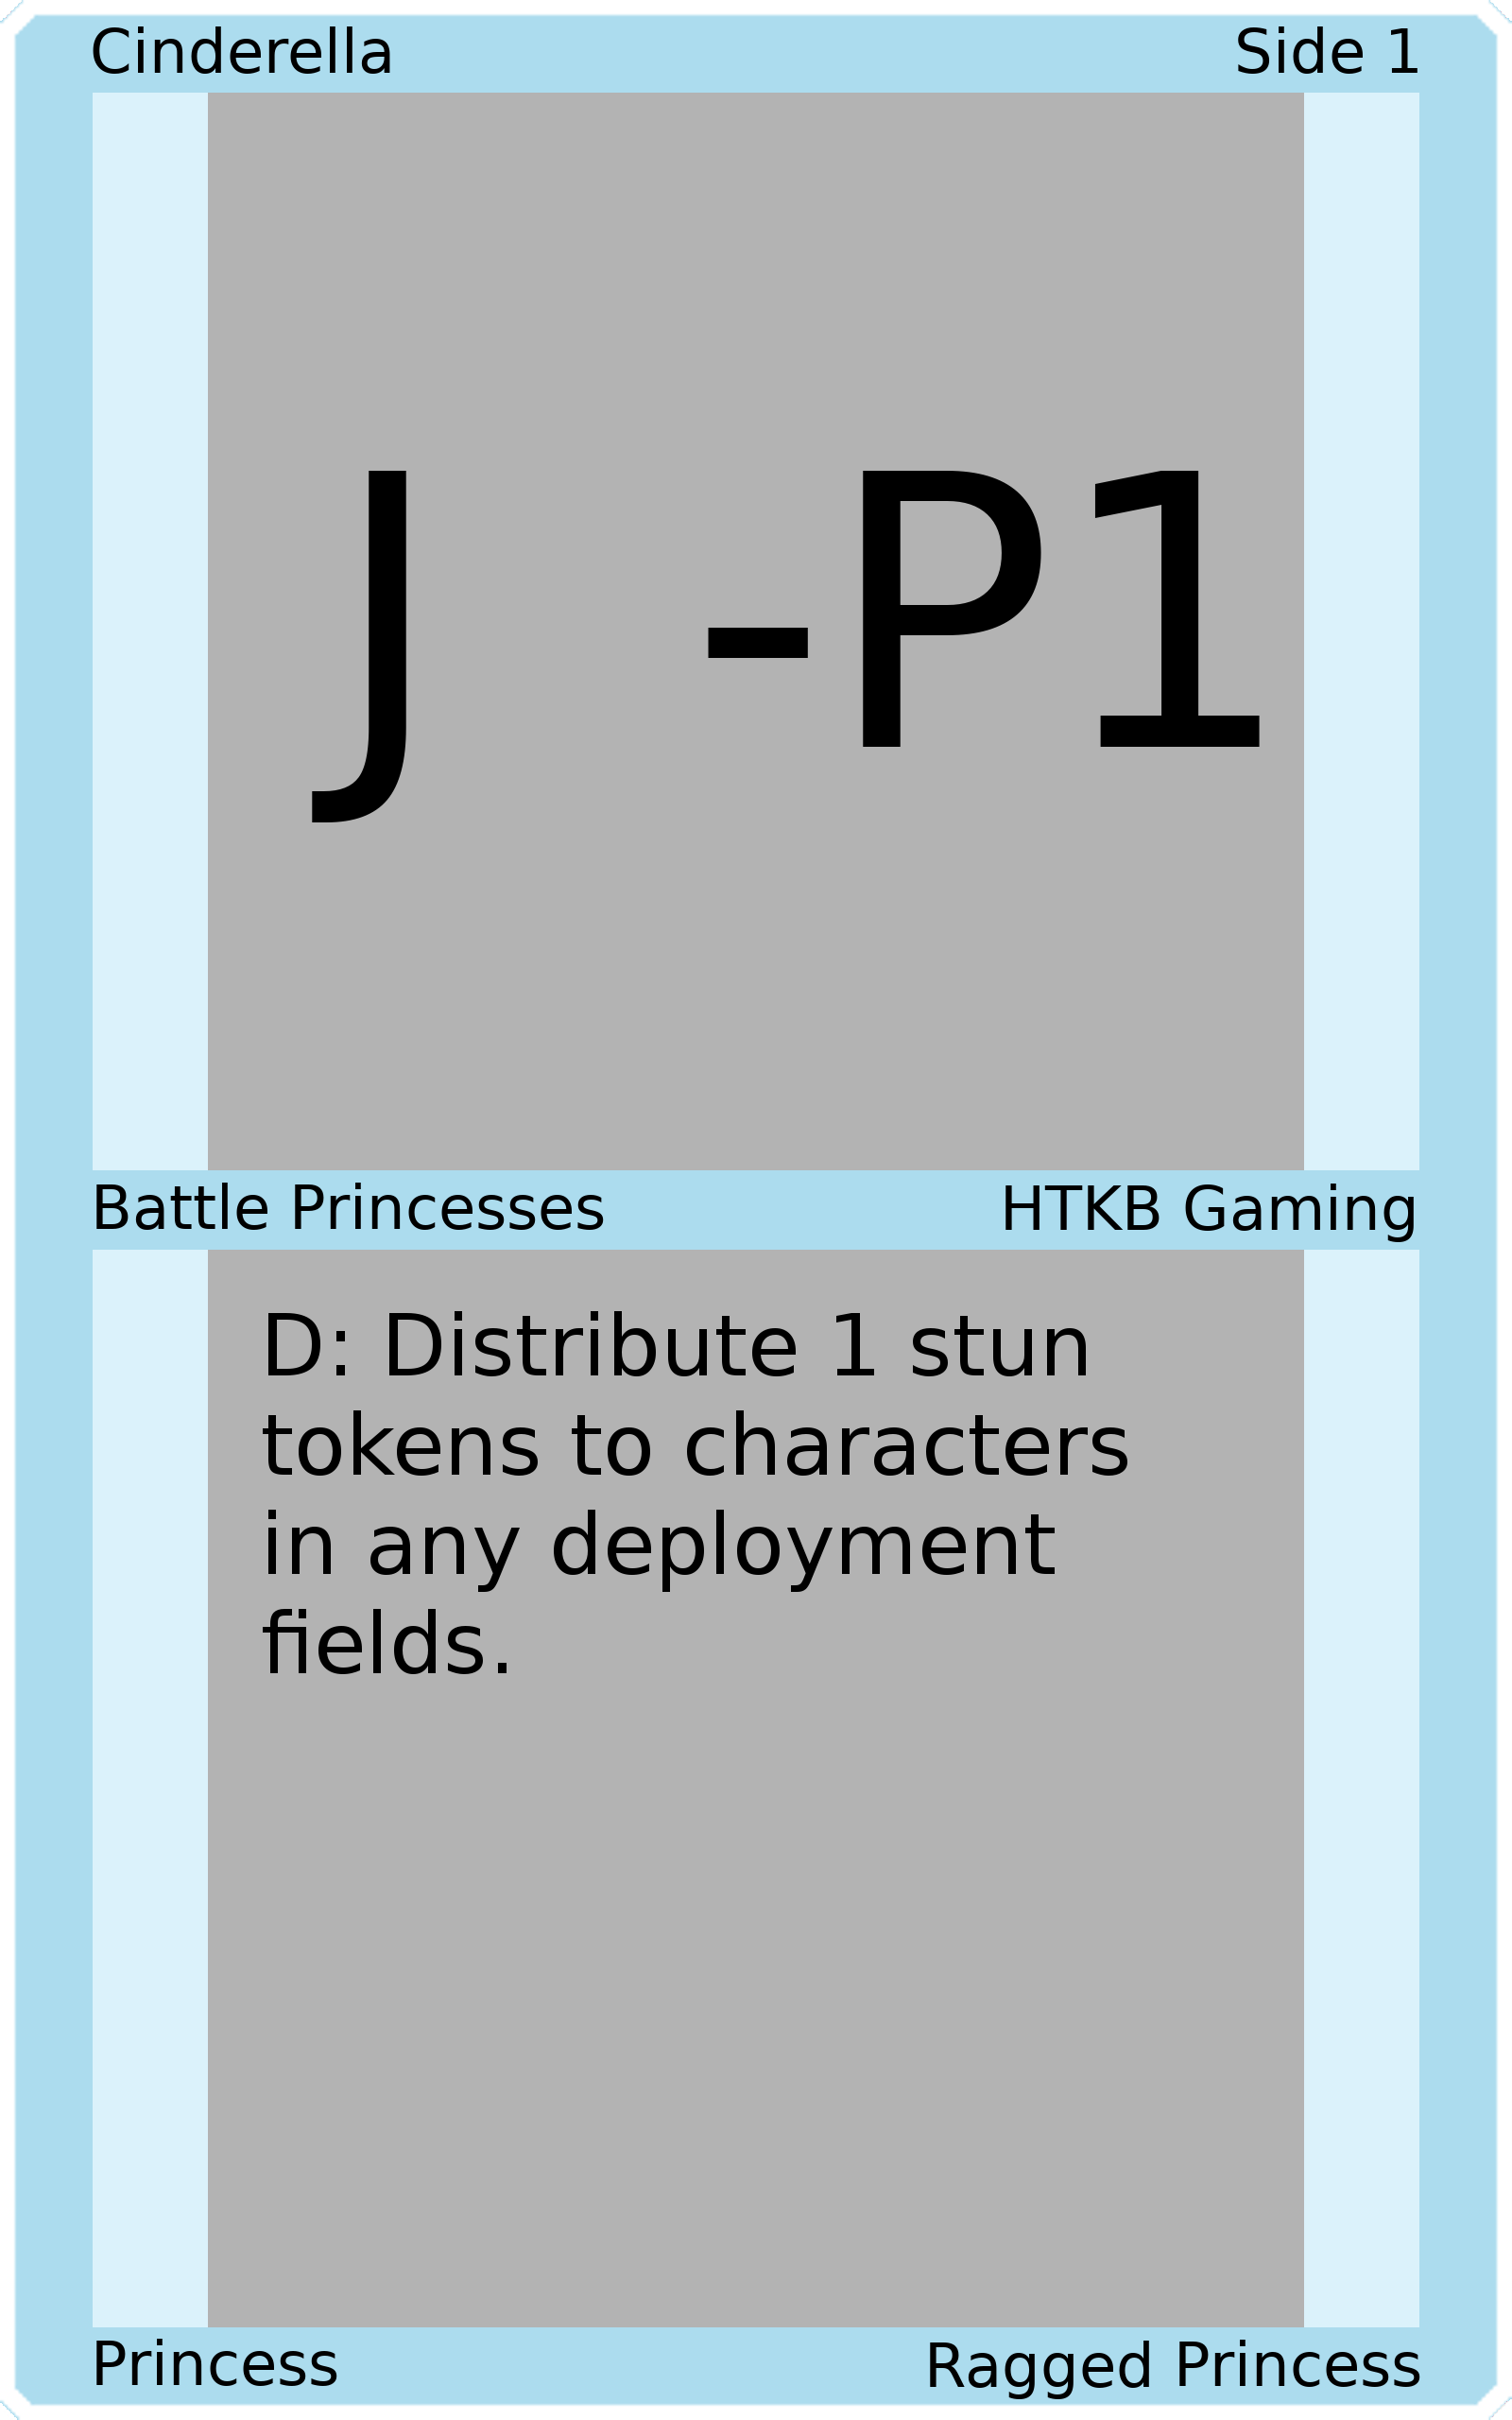 Cinderella Side 1
J -P1
Battle Princesses HTKB Gaming
D: Distribute 1 stun
tokens to characters
in any deployment
fields.
Princess Ragged Princess